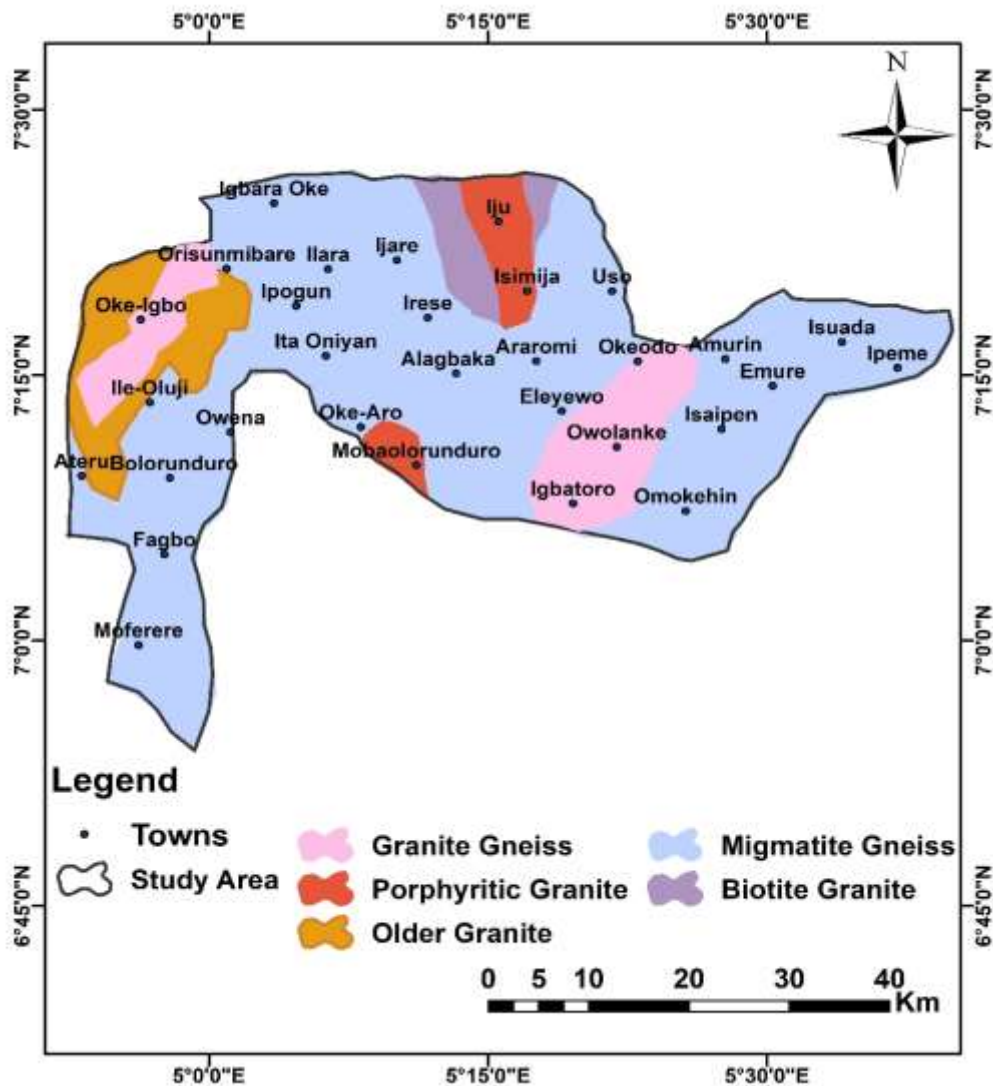 5°0'0"E 5°15'0"E 5°30'0"E
N
7°30'0"N 7°30'0"N
Igbara Oke
Iju
Orisunmibare Ilara Ijare
Isimija Uso
Oke-Igbo Ipogun Irese
Isuada
Ita Oniyan Alagbaka Araromi Okeodo Amurin Ipeme
7°15'0"N 7°15'0"N
Ile-Oluji Emure
Owena Oke-Aro Eleyewo Isaipen
Owolanke
Ateru Bolorunduro Mobaolorunduro
Igbatoro Omokehin
Fagbo
Moferere
7°0'0"N 7°0'0"N
Legend
Towns
Study Area
Granite Gneiss
Porphyritic Granite
Older Granite
Migmatite Gneiss
Biotite Granite
6°45'0"N 6°45'0"N
0 5 10 20 30 40
Km
5°0'0"E 5°15'0"E 5°30'0"E